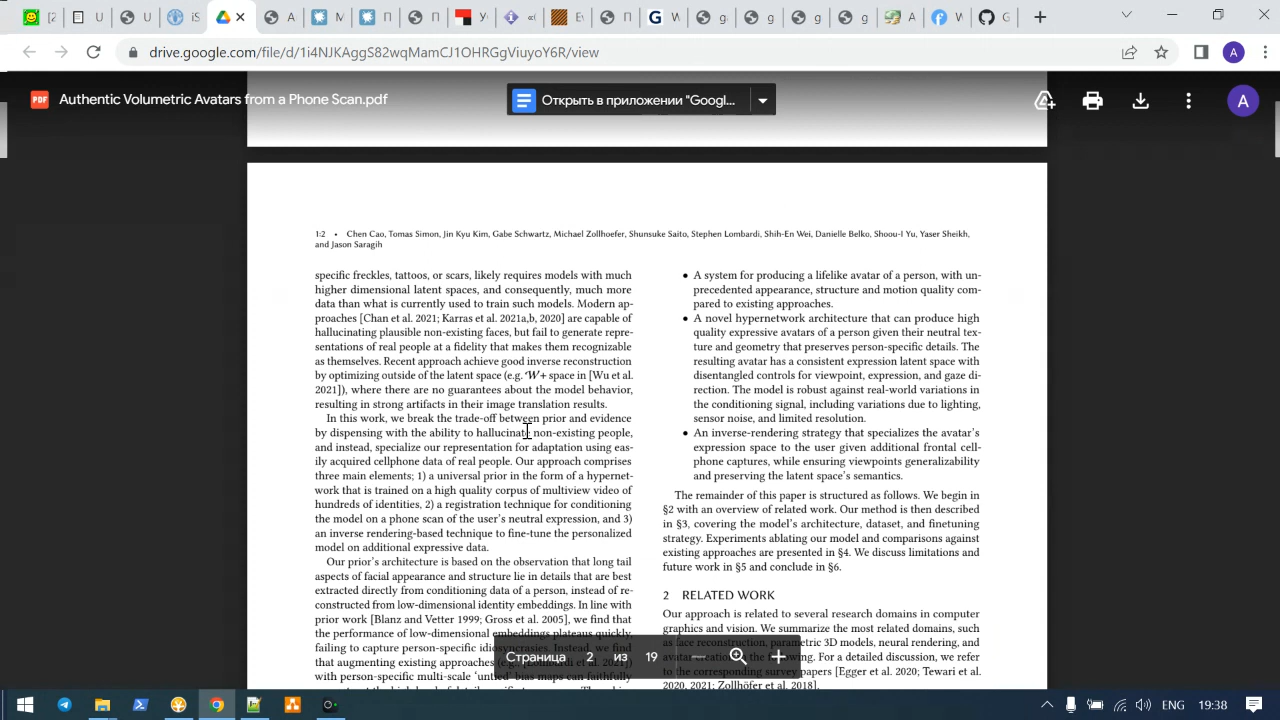 drive.google.com/file/d/1i4NJKAggS82wqMamCJ1OHRGgViuyoY6R/view
A
PDF
Authentic Volumetric Avatars from a Phone Scan.pdf
Открыть в приложении "Googl...
A
1:2 • Chen Cao, Tomas Simon, Jin Kyu Kim, Gabe Schwartz, Michael Zollhoefer, Shunsuke Saito, Stephen Lombardi, Shih-En Wei, Danielle Belko, Shoou-I Yu, Yaser Sheikh,
and Jason Saragih
specific freckles, tattoos, or scars, likely requires models with much
higher dimensional latent spaces, and consequently, much more
data than what is currently used to train such models. Modern ap-
proaches [Chan et al. 2021; Karras et al. 2021a,b, 2020] are capable of
hallucinating plausible non-existing faces, but fail to generate repre-
sentations of real people at a fidelity that makes them recognizable
as themselves. Recent approach achieve good inverse reconstruction
by optimizing outside of the latent space (e.g. 𝒲+ space in [Wu et al.
2021]), where there are no guarantees about the model behavior,
resulting in strong artifacts in their image translation results.
In this work, we break the trade-off between prior and evidence
by dispensing with the ability to hallucinate non-existing people,
and instead, specialize our representation for adaptation using eas-
ily acquired cellphone data of real people. Our approach comprises
three main elements; 1) a universal prior in the form of a hypernet-
work that is trained on a high quality corpus of multiview video of
hundreds of identities, 2) a registration technique for conditioning
the model on a phone scan of the user's neutral expression, and 3)
an inverse rendering-based technique to fine-tune the personalized
model on additional expressive data.
Our prior's architecture is based on the observation that long tail
aspects of facial appearance and structure lie in details that are best
extracted directly from conditioning data of a person, instead of re-
constructed from low-dimensional identity embeddings. In line with
prior work [Blanz and Vetter 1999; Gross et al. 2005], we find that
the performance of low-dimensional embeddings plateaus quickly,
failing to capture person-specific idiosyncrasies. Instead, we find
that augmenting existing approaches (e.g., [Lombardi et al. 2021])
with person-specific multi-scale 'untied' bias maps can faithfully
• A system for producing a lifelike avatar of a person, with un-
precedented appearance, structure and motion quality com-
pared to existing approaches.
• A novel hypernetwork architecture that can produce high
quality expressive avatars of a person given their neutral tex-
ture and geometry that preserves person-specific details. The
resulting avatar has a consistent expression latent space with
disentangled controls for viewpoint, expression, and gaze di-
rection. The model is robust against real-world variations in
the conditioning signal, including variations due to lighting,
sensor noise, and limited resolution.
• An inverse-rendering strategy that specializes the avatar's
expression space to the user given additional frontal cell-
phone captures, while ensuring viewpoints generalizability
and preserving the latent space's semantics.
The remainder of this paper is structured as follows. We begin in
§2 with an overview of related work. Our method is then described
in §3, covering the model's architecture, dataset, and finetuning
strategy. Experiments ablating our model and comparisons against
existing approaches are presented in §4. We discuss limitations and
future work in §5 and conclude in §6.
2 RELATED WORK
Our approach is related to several research domains in computer
graphics and vision. We summarize the most related domains, such
as face reconstruction, parametric 3D models, neural rendering, and
avatar creation in the following. For a detailed discussion, we refer
to the corresponding survey papers [Egger et al. 2020; Tewari et al.
2020, 2021; Zollhöfer et al. 2018].
Страница 2 из 19
ENG 19:38